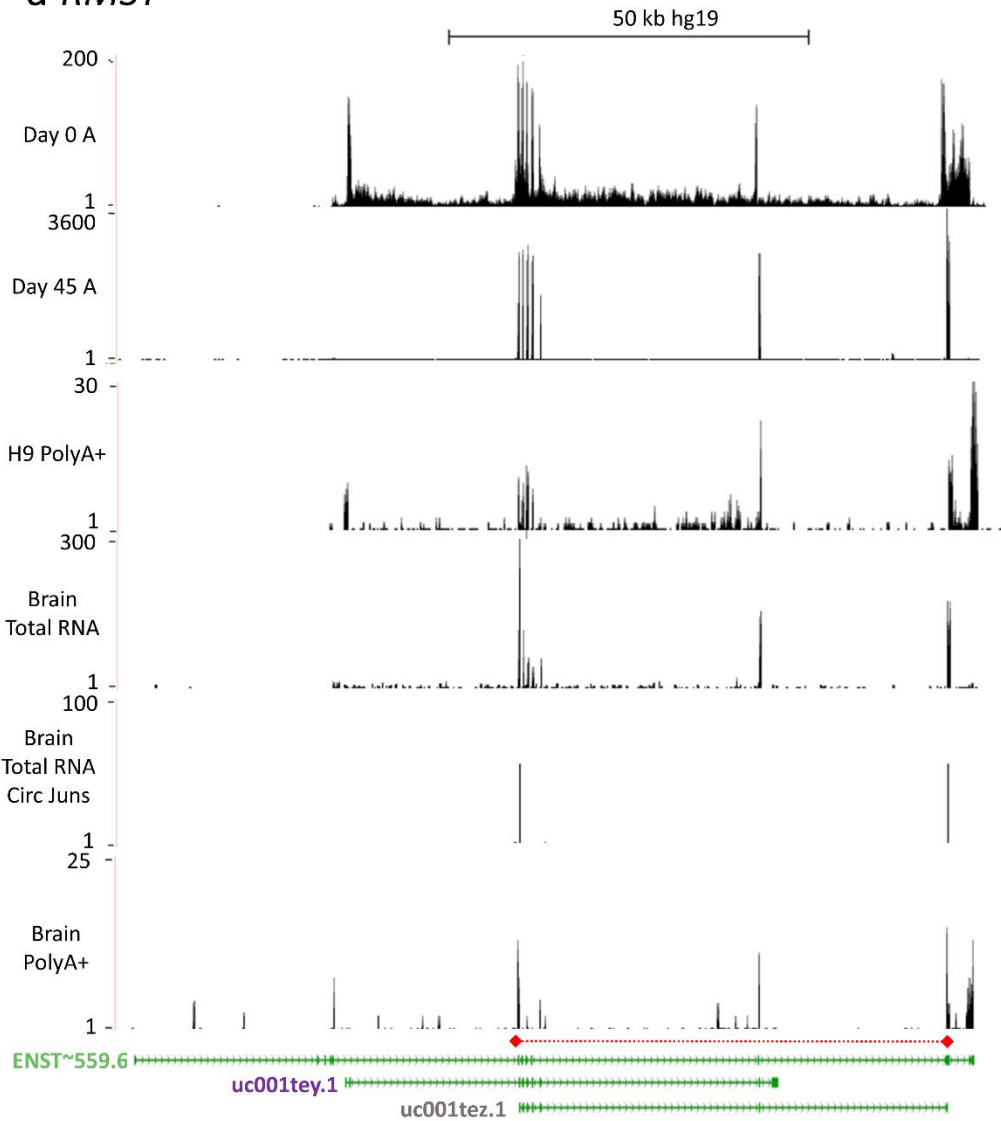 50 kb hg19
200
Day 0 A
1
3600
Day 45 A
1
30
H9 PolyA+
1
300
Brain
Total RNA
1
100
Brain
Total RNA
Circ Juns
1
25
Brain
PolyA+
1
ENST~559.6
uc001tey.1
uc001tez.1